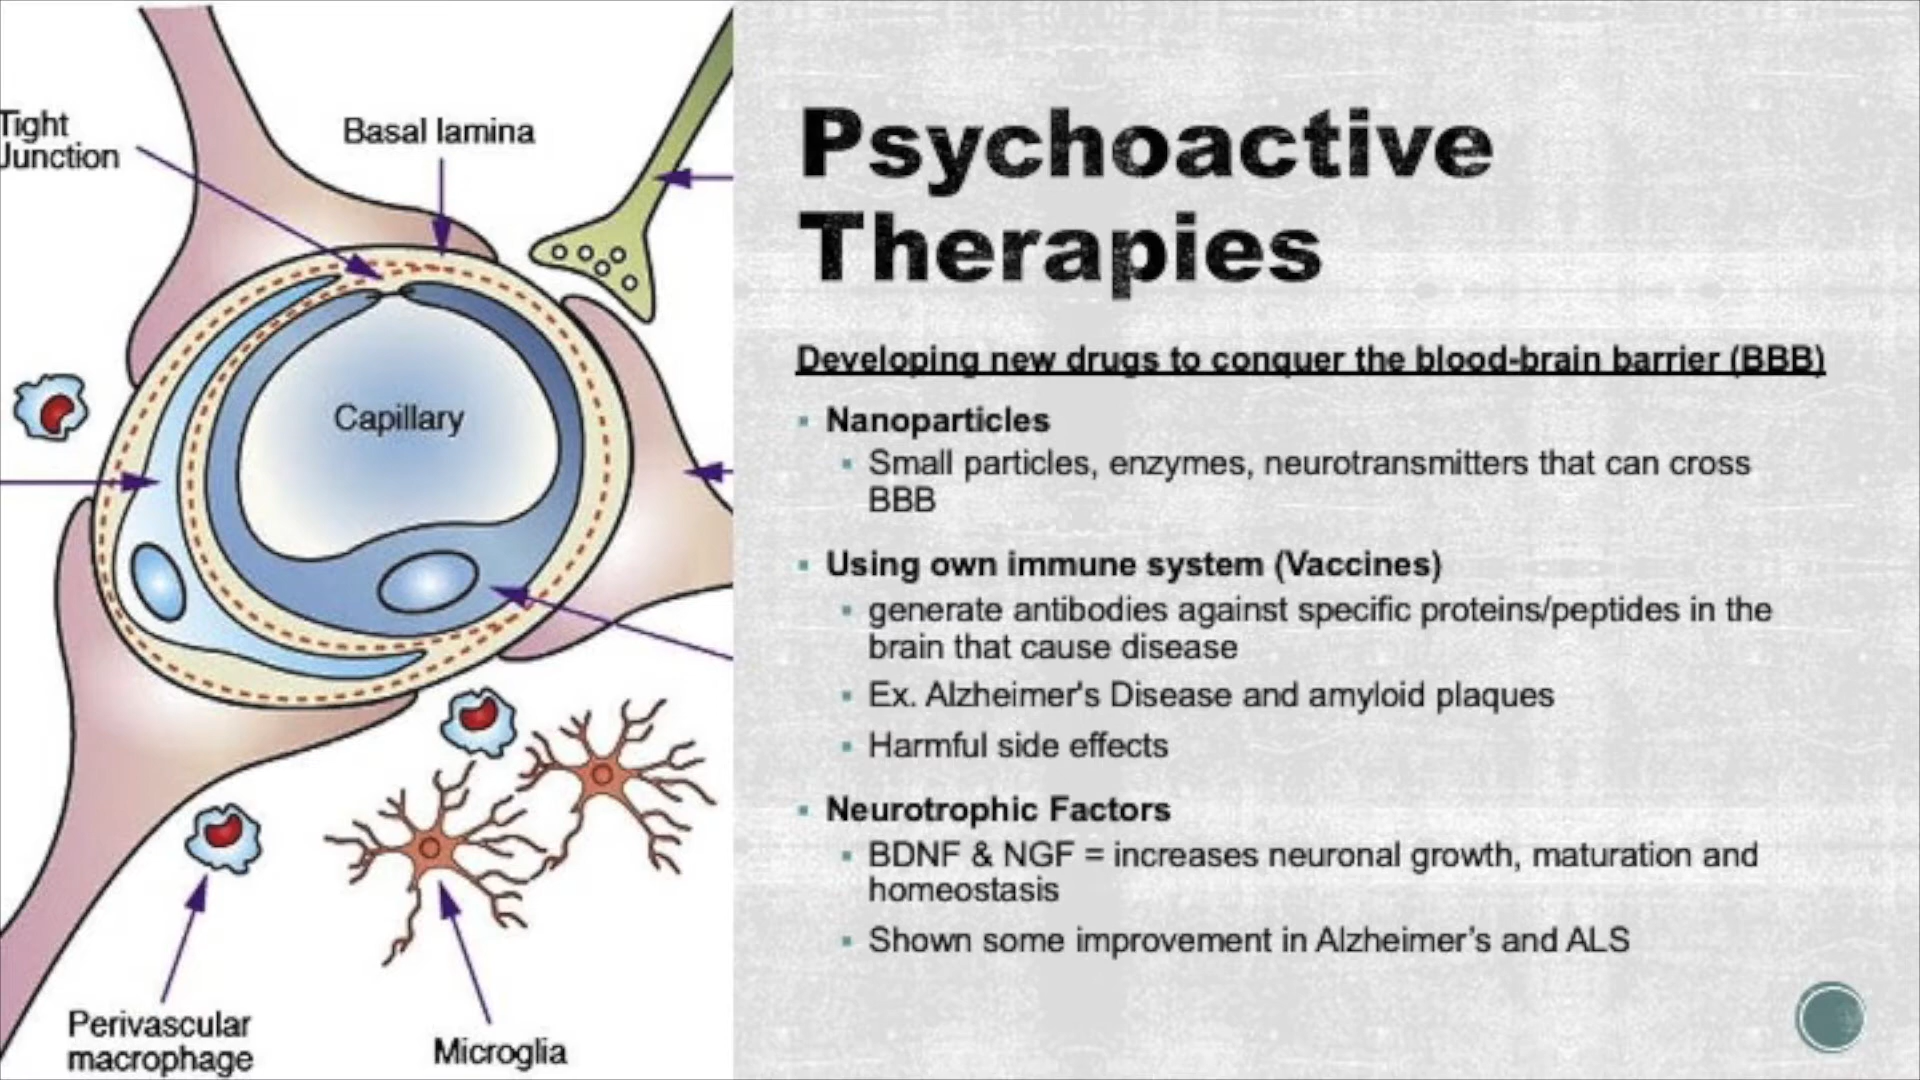 Tight
Junction
Basal lamina
Capillary
Perivascular
macrophage
Microglia
Psychoactive
Therapies
Developing new drugs to conquer the blood-brain barrier (BBB)
Nanoparticles
Small particles, enzymes, neurotransmitters that can cross
BBB
Using own immune system (Vaccines)
generate antibodies against specific proteins/peptides in the
brain that cause disease
Ex. Alzheimer's Disease and amyloid plaques
Harmful side effects
Neurotrophic Factors
BDNF & NGF = increases neuronal growth, maturation and
homeostasis
Shown some improvement in Alzheimer’s and ALS